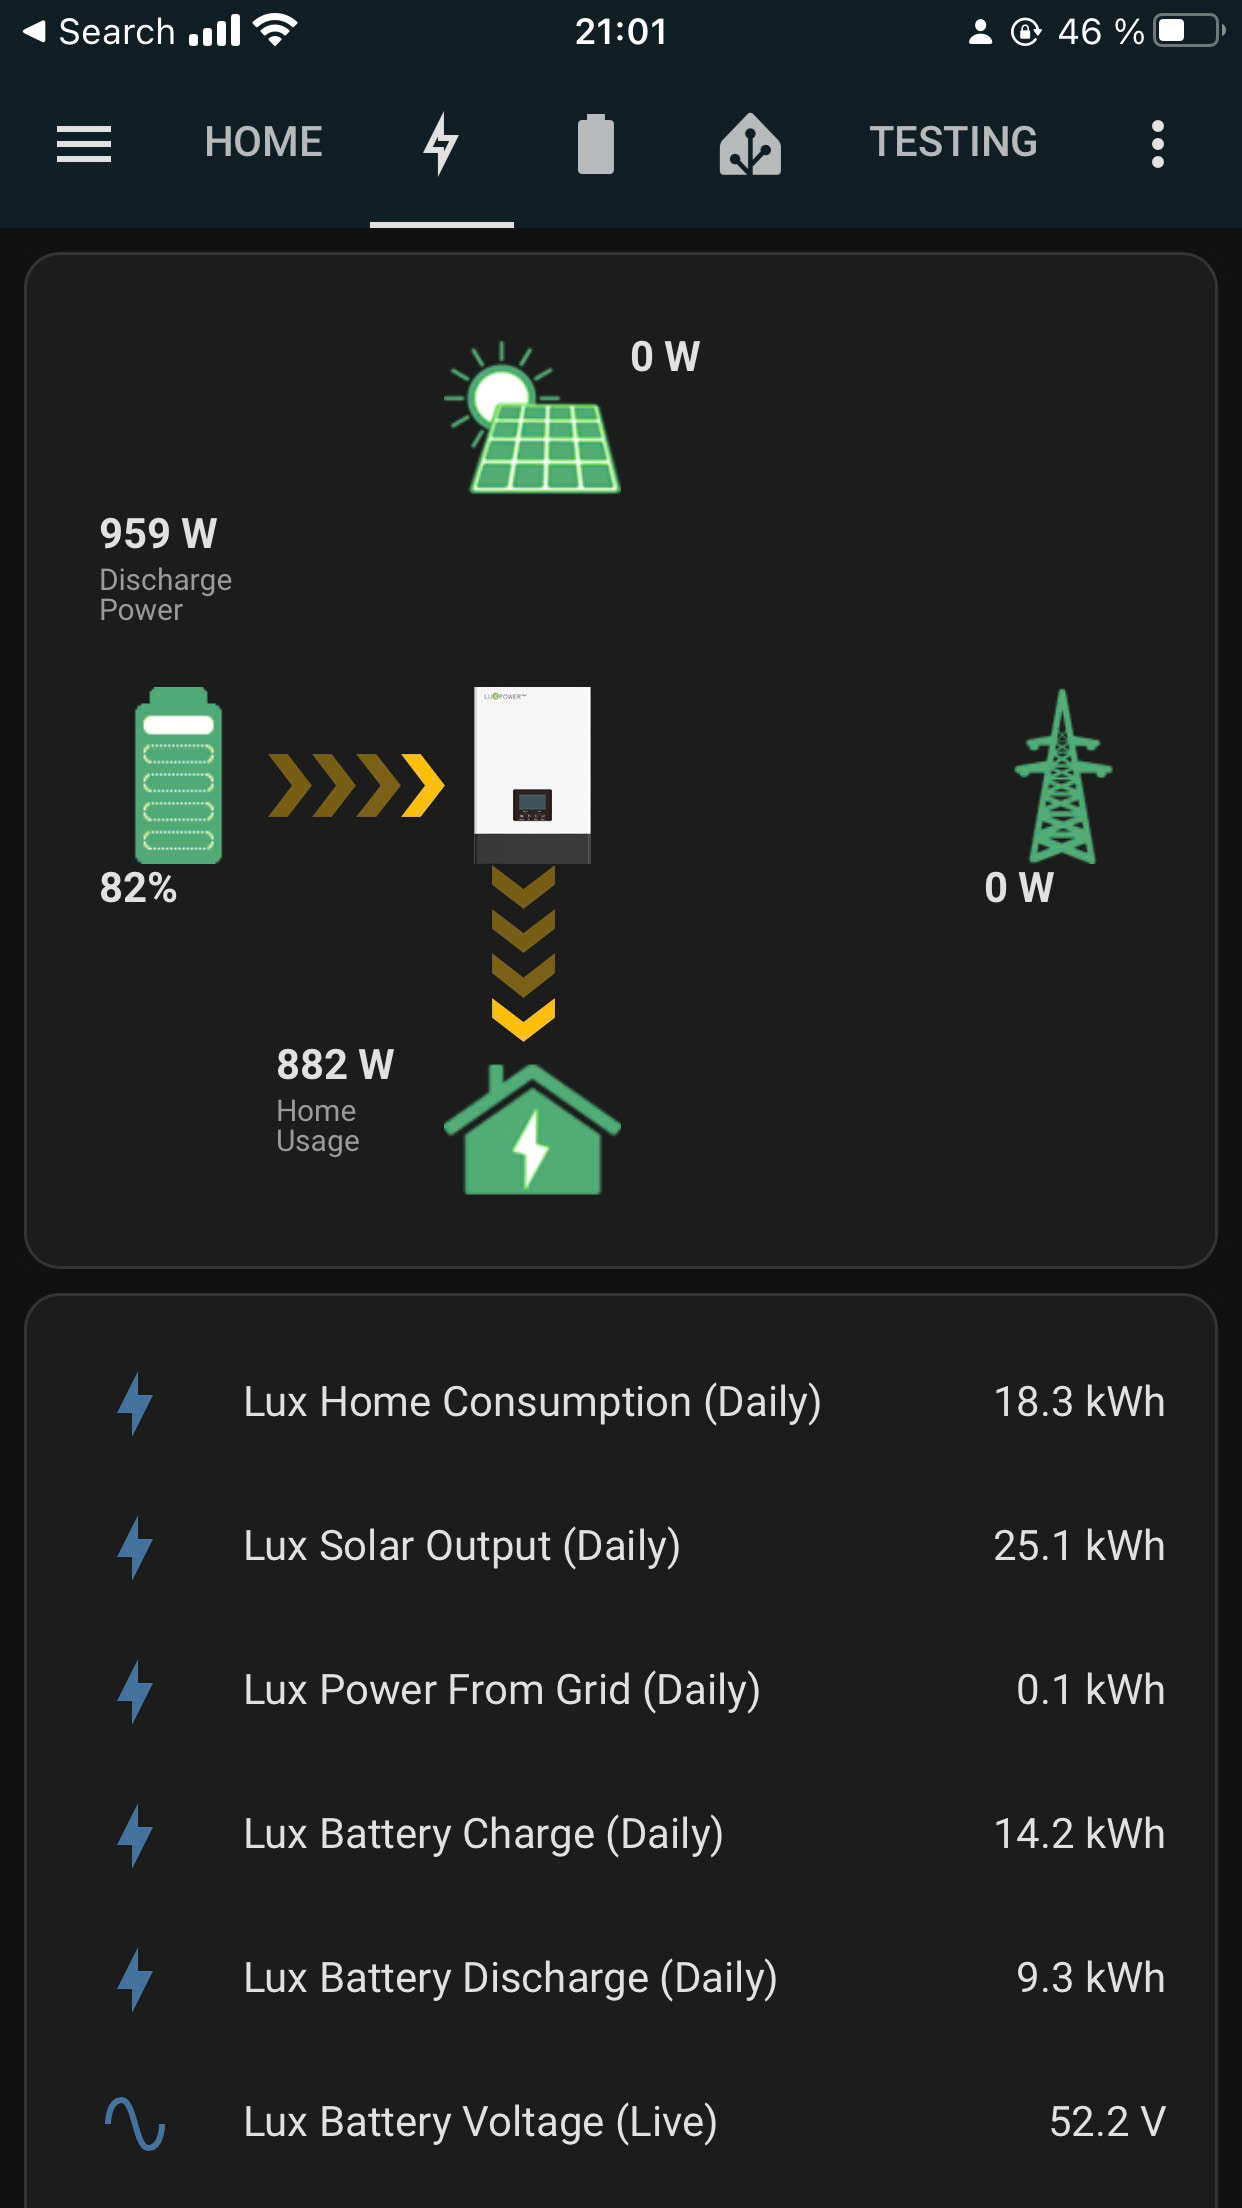 Search
21:01
46 %
HOME
TESTING
0 W
959 W
Discharge
Power
LUXPOWER
82%
0 W
882 W
Home
Usage
Lux Home Consumption (Daily) 18.3 kWh
Lux Solar Output (Daily) 25.1 kWh
Lux Power From Grid (Daily) 0.1 kWh
Lux Battery Charge (Daily) 14.2 kWh
Lux Battery Discharge (Daily) 9.3 kWh
Lux Battery Voltage (Live) 52.2 V